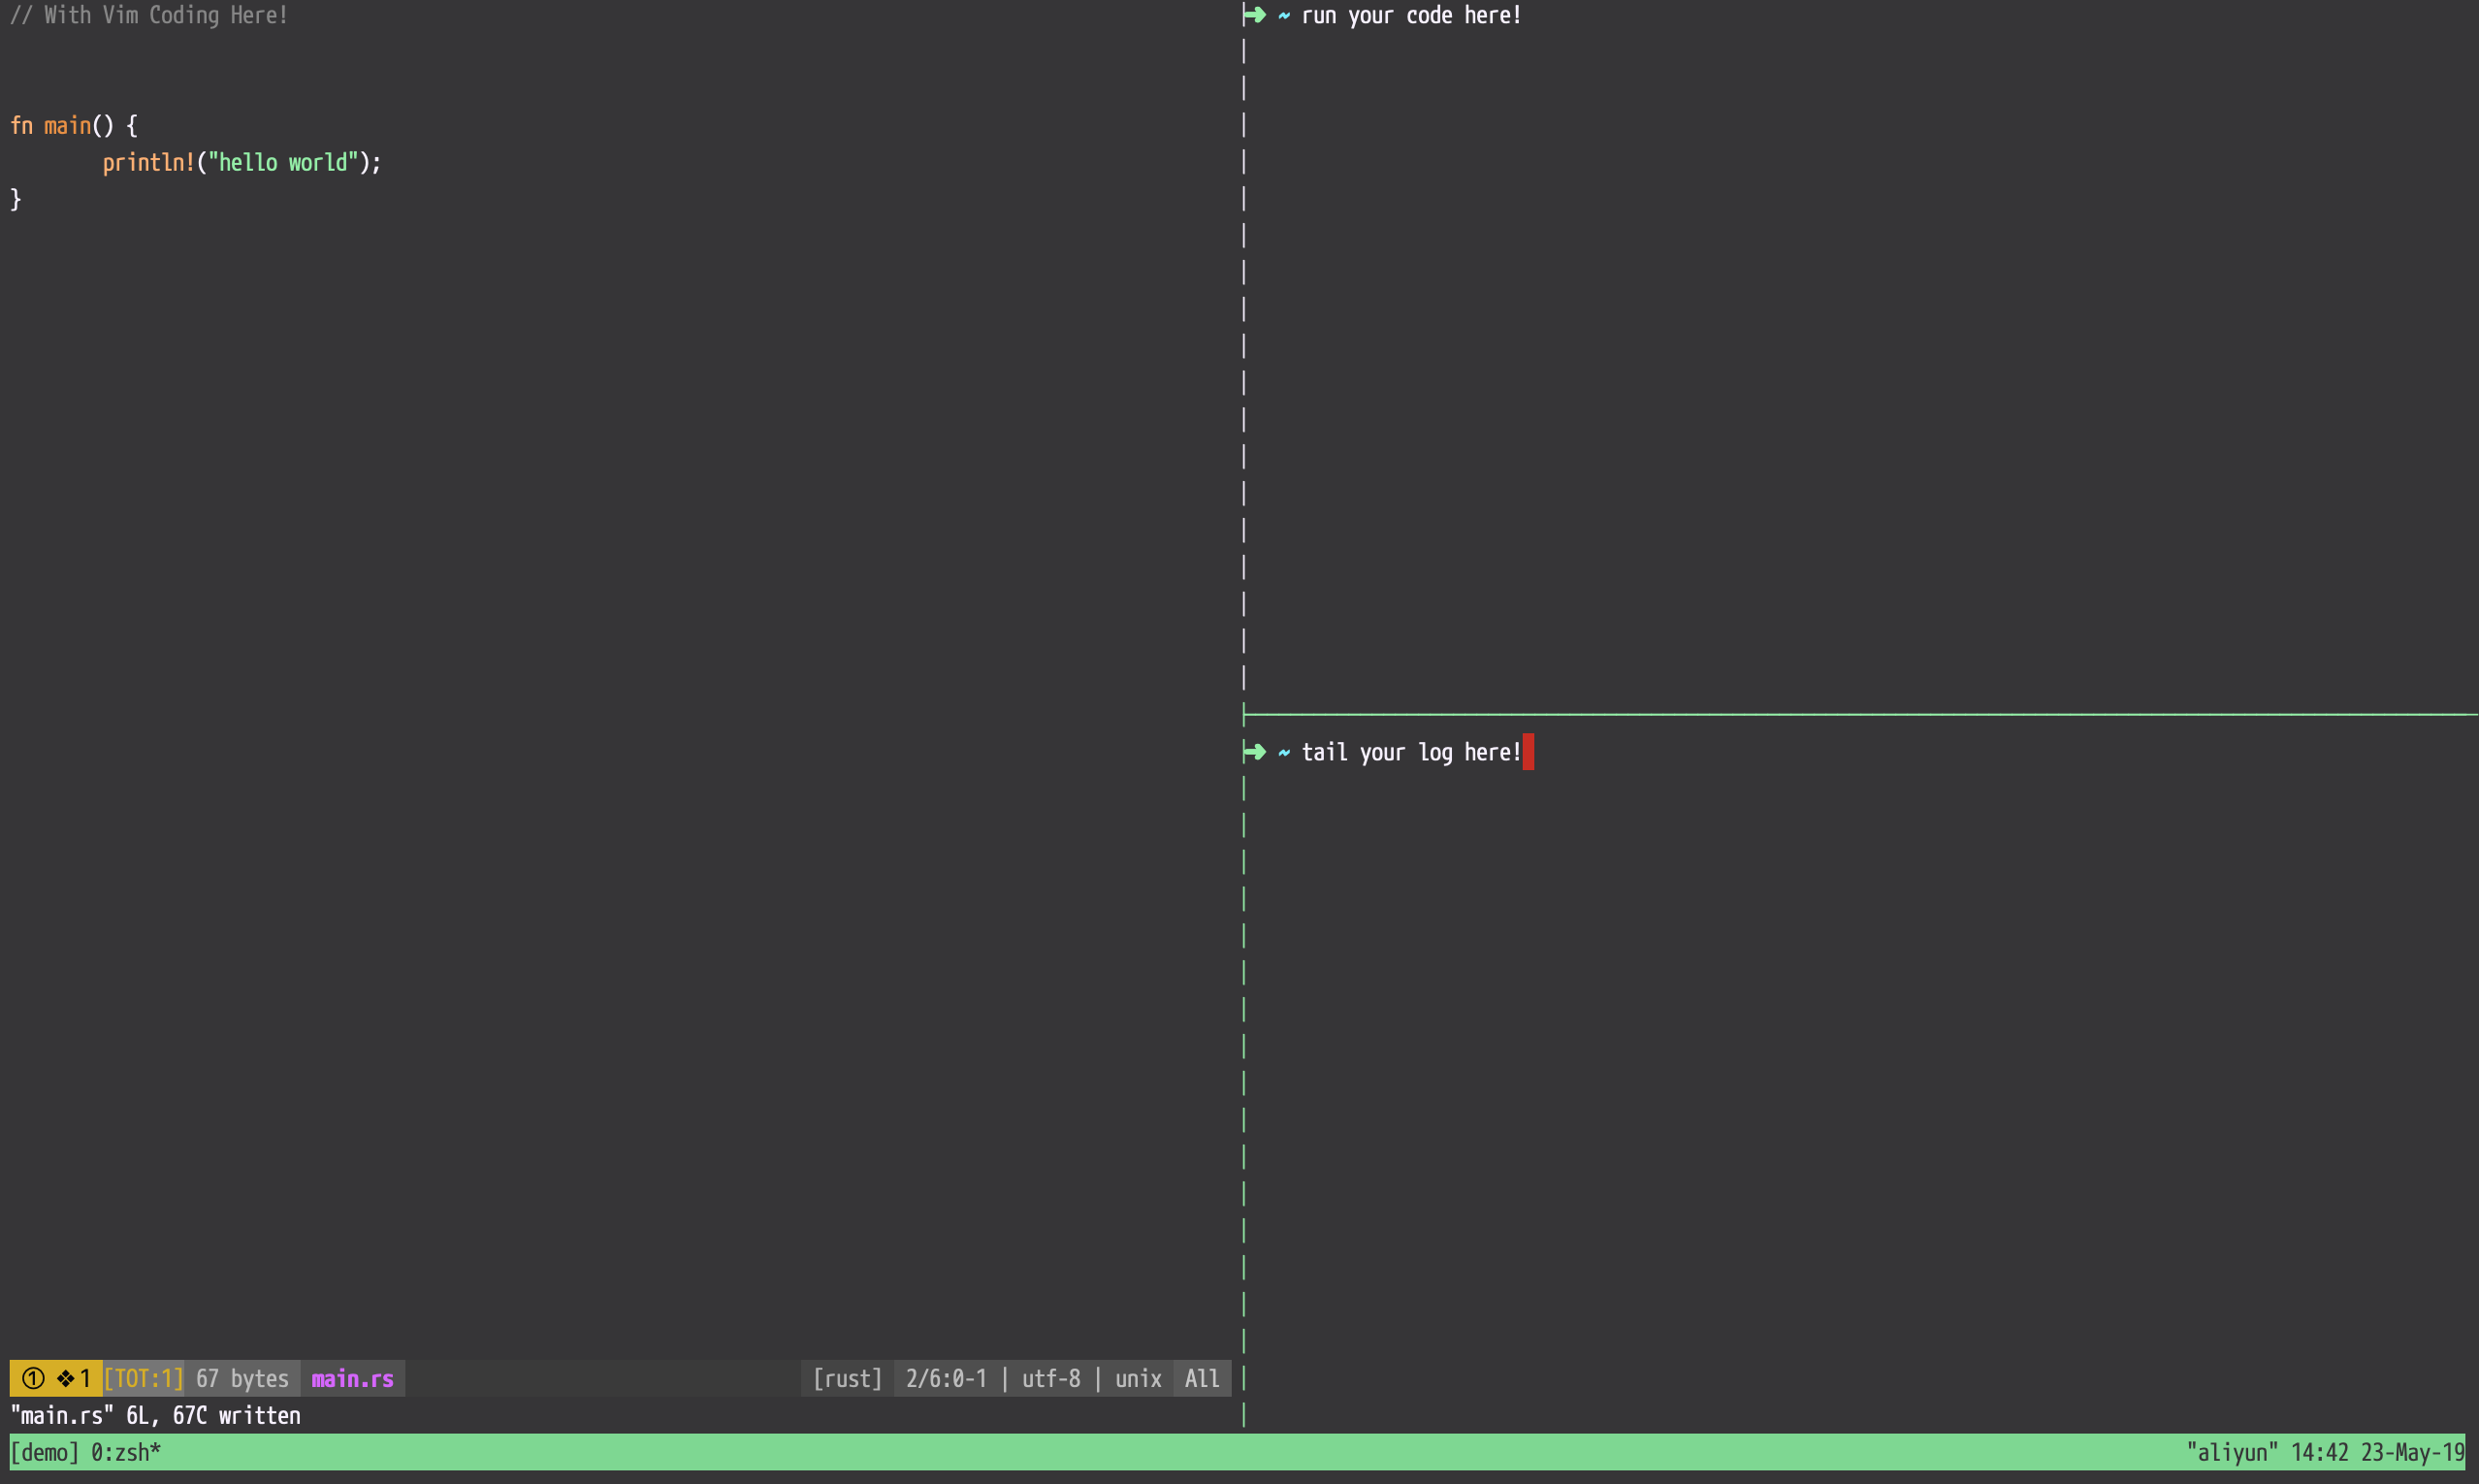 // With Vim Coding Here!
fn main() {
println!("hello world");
}
① ❖ 1 [TOT:1] 67 bytes main.rs [rust] 2/6:0-1 | utf-8 | unix All
"main.rs" 6L, 67C written
➜ ~ run your code here!
➜ ~ tail your log here!
[demo] 0:zsh* "aliyun" 14:42 23-May-19